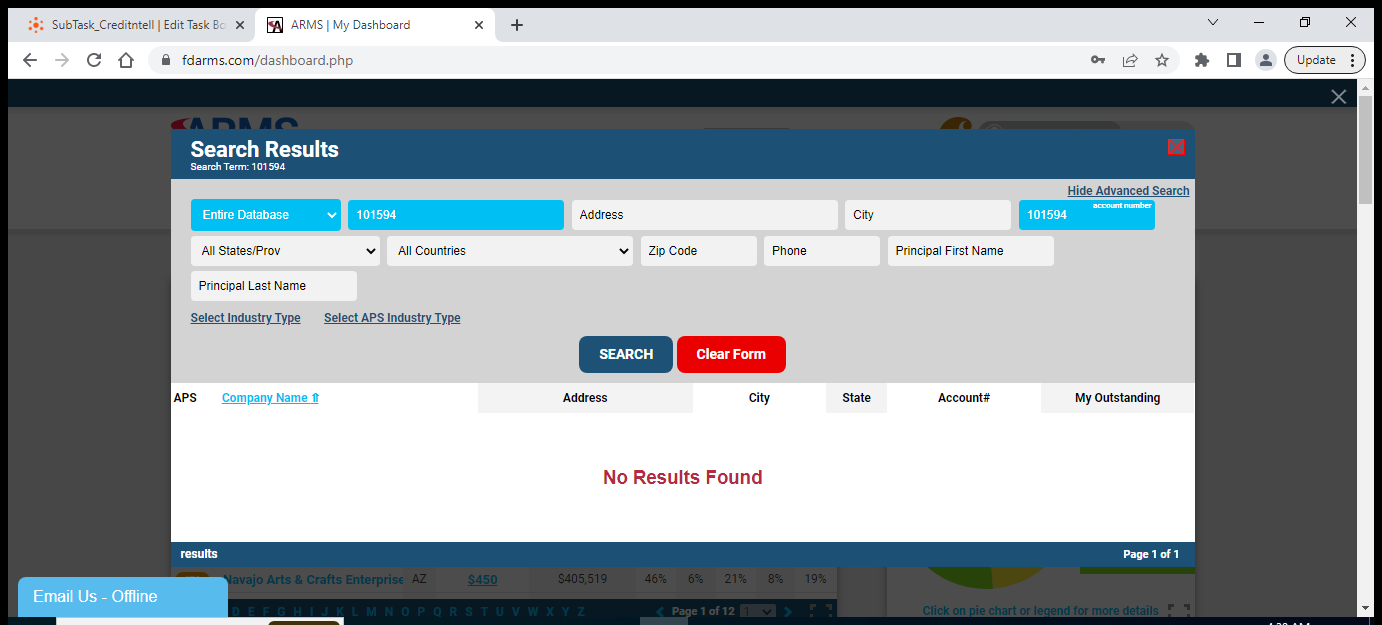 SubTask_Creditntell | Edit Task Bo
ARMS | My Dashboard
fdarms.com/dashboard.php
Update
ARMS
Search Results
Search Term: 101594
Hide Advanced Search
Entire Database
101594
Address
City
101594
account number
All States/Prov
All Countries
Zip Code
Phone
Principal First Name
Principal Last Name
Select Industry Type
Select APS Industry Type
SEARCH
Clear Form
APS
Company Name ⇑
Address
City
State
Account#
My Outstanding
No Results Found
results
Page 1 of 1
Navajo Arts & Crafts Enterprise
AZ
$450
$405,519
46%
6%
21%
8%
19%
Email Us - Offline
D E F G H I J K L M N O P Q R S T U V W X Y Z
Page 1 of 12
1
Click on pie chart or legend for more details